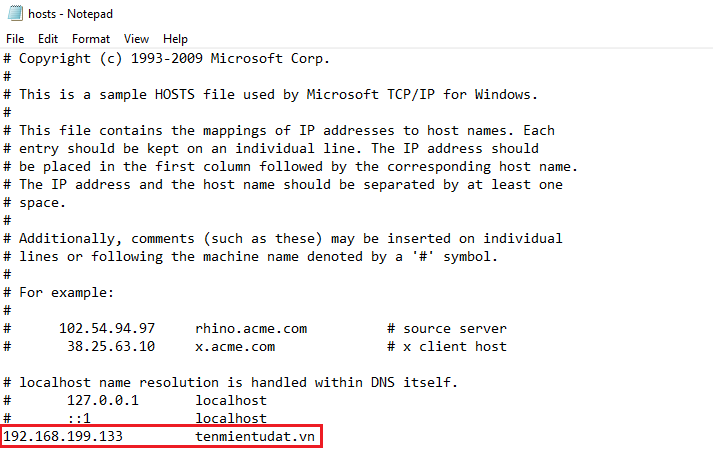 hosts - Notepad
File Edit Format View Help
# Copyright (c) 1993-2009 Microsoft Corp.
#
# This is a sample HOSTS file used by Microsoft TCP/IP for Windows.
#
# This file contains the mappings of IP addresses to host names. Each
# entry should be kept on an individual line. The IP address should
# be placed in the first column followed by the corresponding host name.
# The IP address and the host name should be separated by at least one
# space.
#
# Additionally, comments (such as these) may be inserted on individual
# lines or following the machine name denoted by a '#' symbol.
#
# For example:
#
#      102.54.94.97     rhino.acme.com          # source server
#       38.25.63.10     x.acme.com              # x client host

# localhost name resolution is handled within DNS itself.
#       127.0.0.1       localhost
#       ::1             localhost
192.168.199.133         tenmientudat.vn